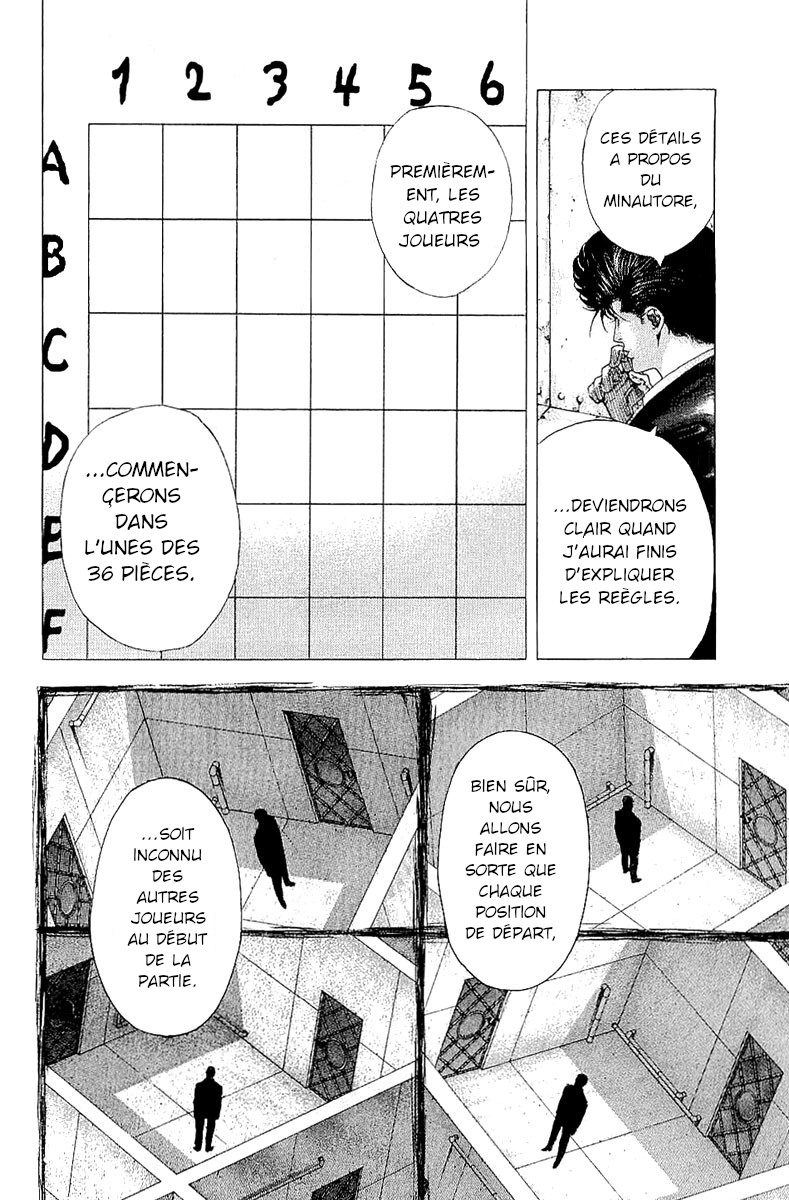 CES DÉTAILS
A PROPOS
DU
MINAUTORE,
...DEVIENDRONS
CLAIR QUAND
J'AURAI FINIS
D'EXPLIQUER
LES REÈGLES.
1 2 3 4 5 6
A
B
C
D
E
F
PREMIÈREM-
ENT, LES
QUATRES
JOUEURS
...COMMEN-
ÇERONS
DANS
L'UNES DES
36 PIÈCES.
BIEN SÛR,
NOUS
ALLONS
FAIRE EN
SORTE QUE
CHAQUE
POSITION
DE DÉPART,
...SOIT
INCONNU
DES
AUTRES
JOUEURS
AU DÉBUT
DE LA
PARTIE.